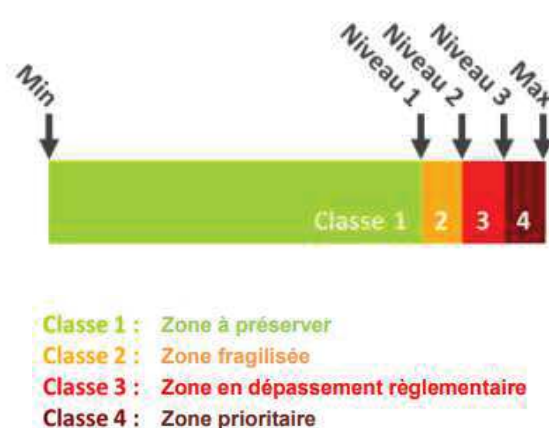 Min
Niveau 1
Niveau 2
Niveau 3
Max
Classe 1 2 3 4
Classe 1 : Zone à préserver
Classe 2 : Zone fragilisée
Classe 3 : Zone en dépassement règlementaire
Classe 4 : Zone prioritaire